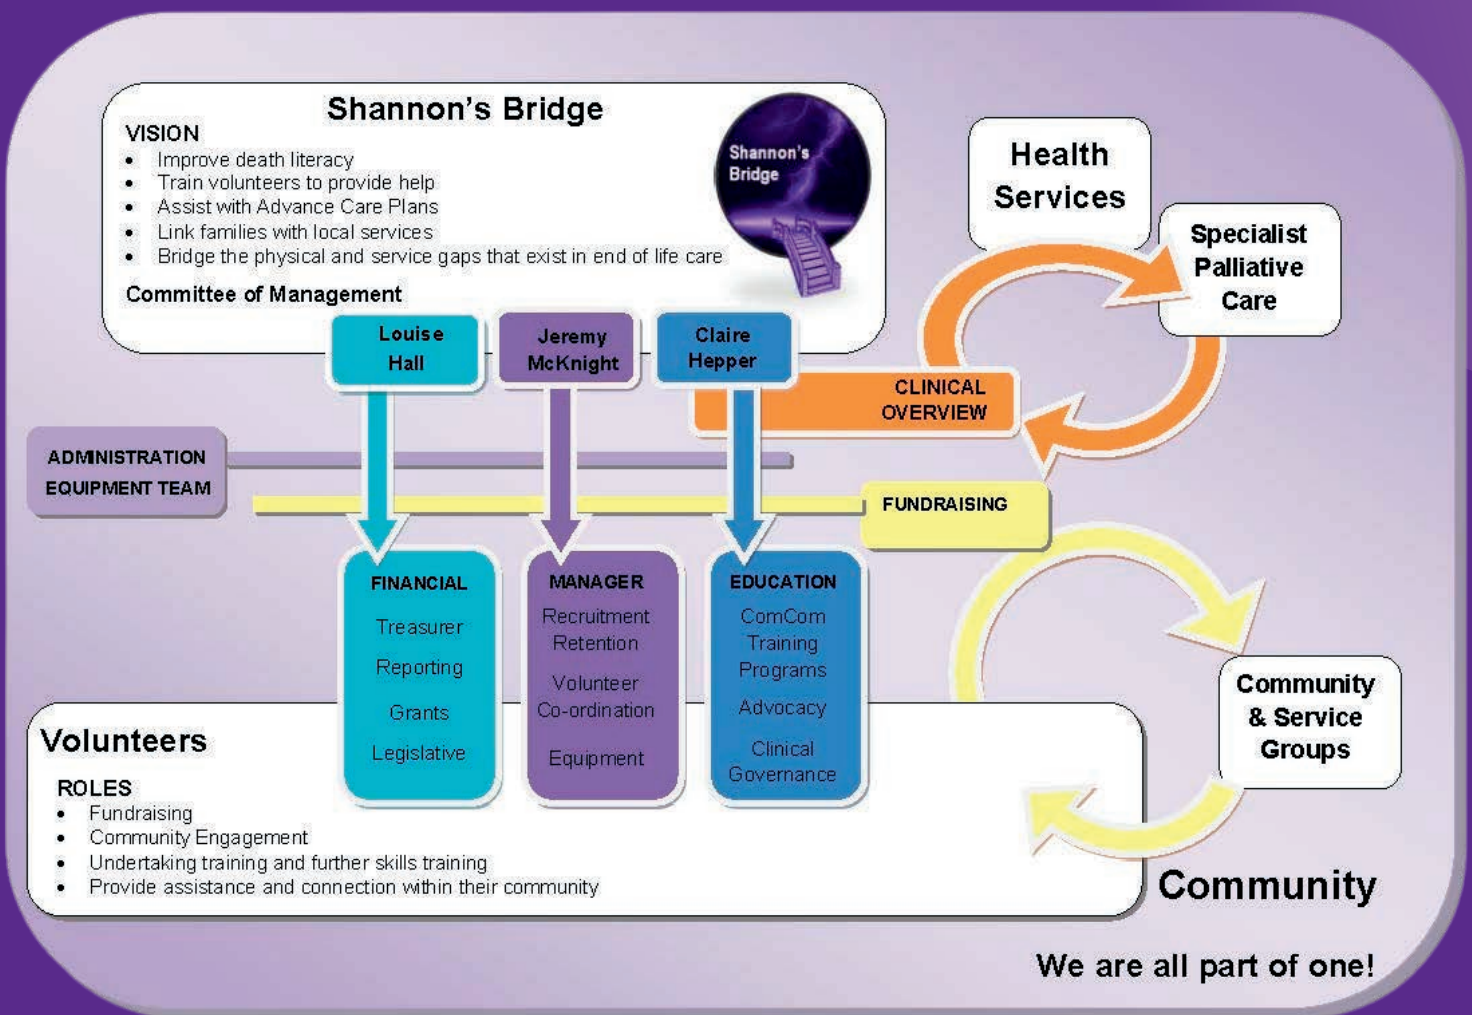 Shannon's Bridge
VISION
• Improve death literacy
• Train volunteers to provide help
• Assist with Advance Care Plans
• Link families with local services
• Bridge the physical and service gaps that exist in end of life care
Shannon's
Bridge
Committee of Management
Louise
Hall
Jeremy
McKnight
Claire
Hepper
Health
Services
Specialist
Palliative
Care
CLINICAL
OVERVIEW
ADMINISTRATION
EQUIPMENT TEAM
FUNDRAISING
FINANCIAL
Treasurer
Reporting
Grants
Legislative
MANAGER
Recruitment
Retention
Volunteer
Co-ordination
Equipment
EDUCATION
ComCom
Training
Programs
Advocacy
Clinical
Governance
Community
& Service
Groups
Volunteers
ROLES
• Fundraising
• Community Engagement
• Undertaking training and further skills training
• Provide assistance and connection within their community
Community
We are all part of one!